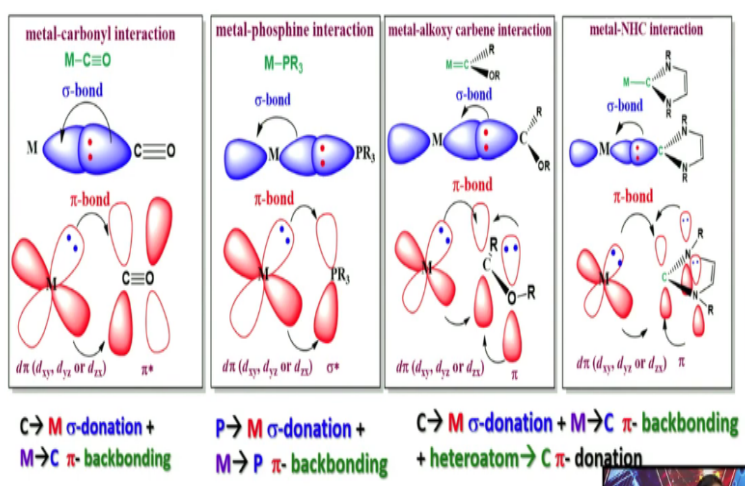 metal-carbonyl interaction
M–C≡O
σ-bond
M C O
π-bond
M C≡O
dπ (dxy, dyz or dzx) π*
metal-phosphine interaction
M–PR3
σ-bond
M PR3
π-bond
M PR3
dπ (dxy, dyz or dzx) σ*
metal-alkoxy carbene interaction
R
M=C
OR
σ-bond
R
M C
OR
π-bond
R
M C
O–R
dπ (dxy, dyz or dzx) π
metal-NHC interaction
R
N
M–C
N
R
σ-bond
R
N
M C
N
R
π-bond
R
N
M C
N
R
dπ (dxy, dyz or dzx) π
C→ M σ-donation +
M→C π- backbonding
P→ M σ-donation +
M→ P π- backbonding
C→ M σ-donation + M→C π- backbonding
+ heteroatom→ C π- donation